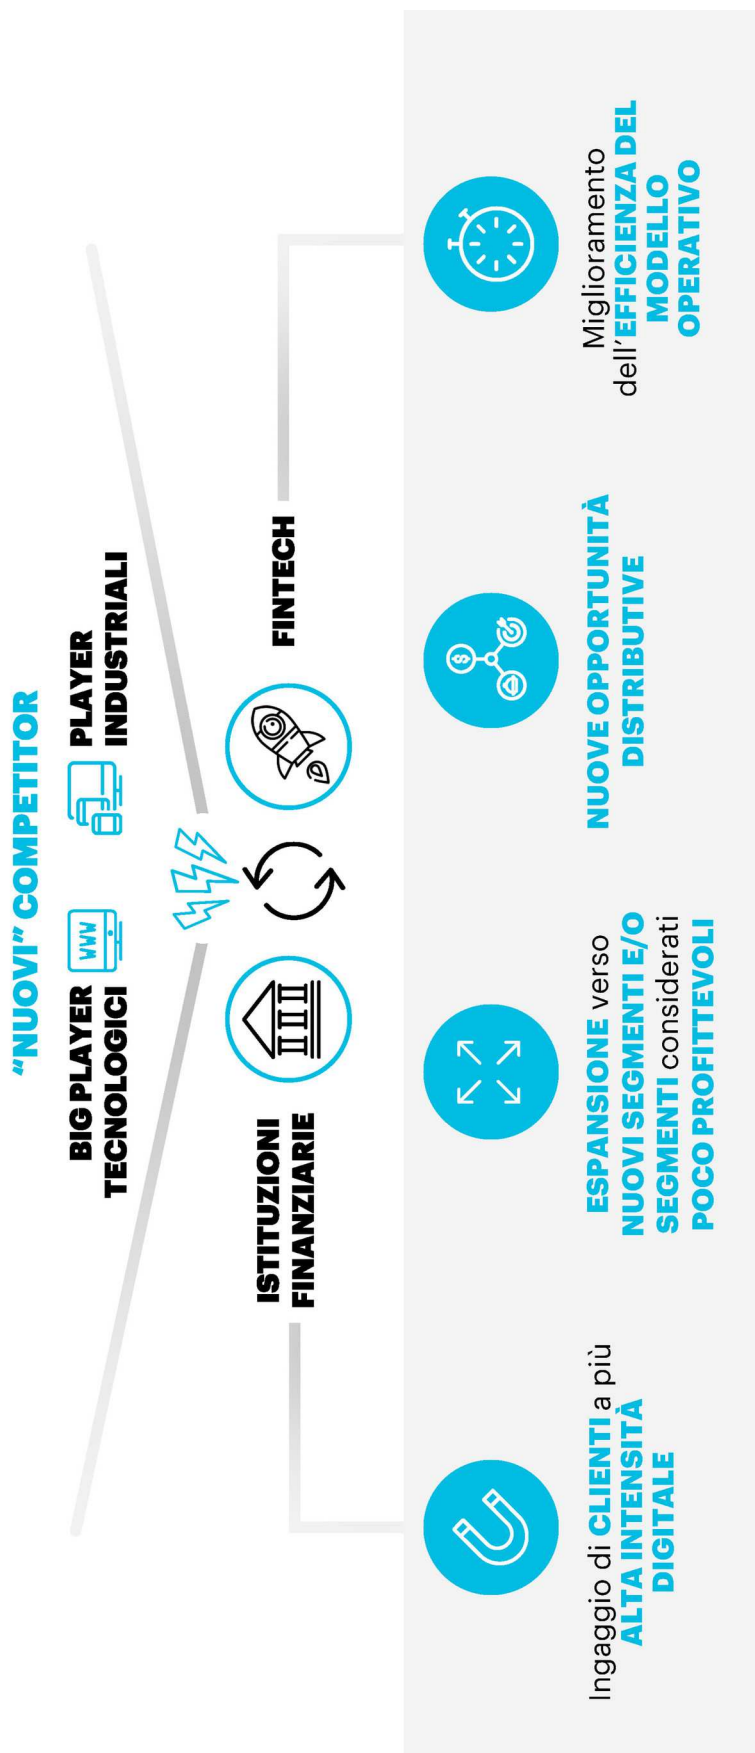 “NUOVI” COMPETITOR
BIG PLAYER
TECNOLOGICI
WWW
PLAYER
INDUSTRIALI
ISTITUZIONI
FINANZIARIE
FINTECH
$
Ingaggio di CLIENTI a più
ALTA INTENSITÀ
DIGITALE
ESPANSIONE verso
NUOVI SEGMENTI E/O
SEGMENTI considerati
POCO PROFITTEVOLI
NUOVE OPPORTUNITÀ
DISTRIBUTIVE
Miglioramento
dell’EFFICIENZA DEL
MODELLO
OPERATIVO